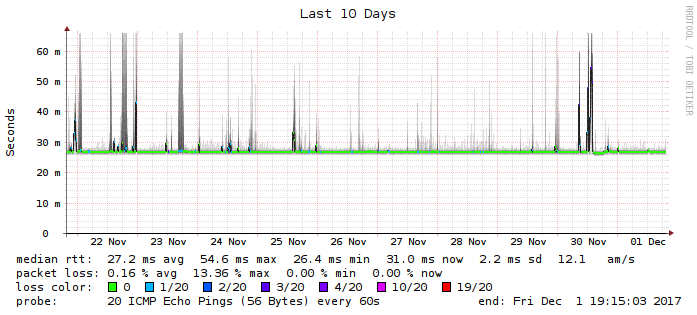 Last 10 Days
RRDTOOL / TOBI OETIKER
Seconds
60 m
50 m
40 m
30 m
20 m
10 m
0
22 Nov 23 Nov 24 Nov 25 Nov 26 Nov 27 Nov 28 Nov 29 Nov 30 Nov 01 Dec
median rtt: 27.2 ms avg 54.6 ms max 26.4 ms min 31.0 ms now 2.2 ms sd 12.1 am/s
packet loss: 0.16 % avg 13.36 % max 0.00 % min 0.00 % now
loss color: 0 1/20 2/20 3/20 4/20 10/20 19/20
probe: 20 ICMP Echo Pings (56 Bytes) every 60s end: Fri Dec 1 19:15:03 2017